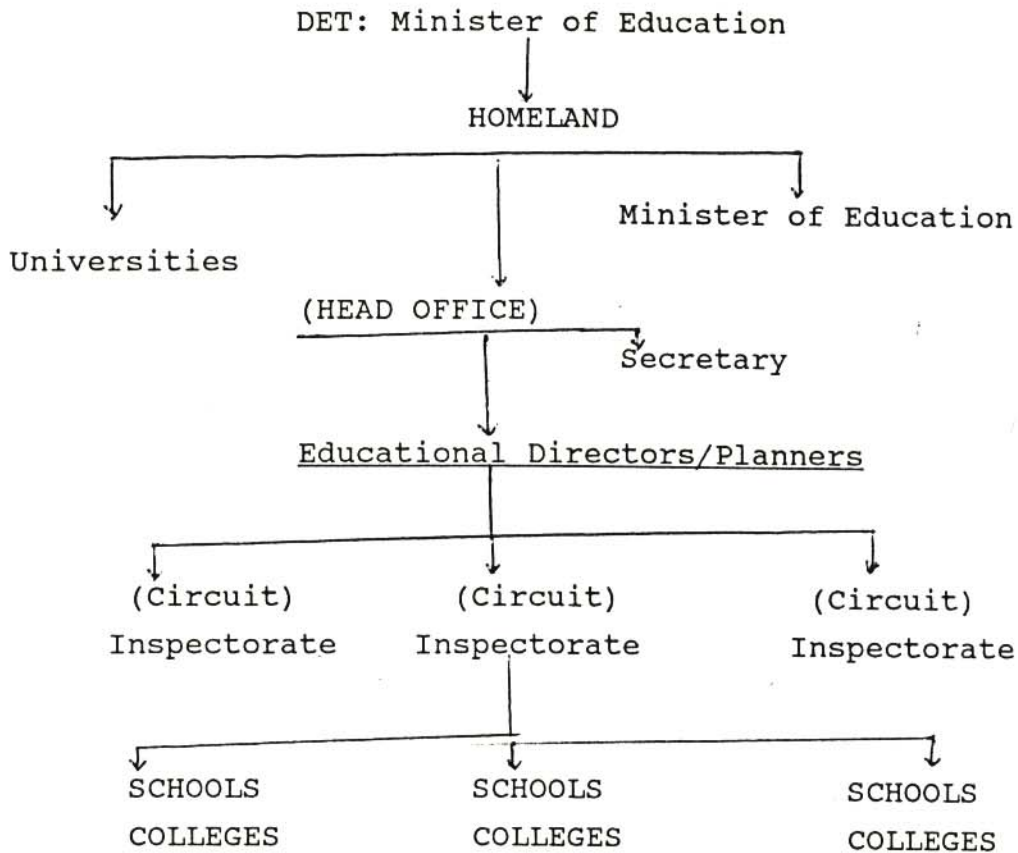 DET: Minister of Education
HOMELAND
Minister of Education
Universities
(HEAD OFFICE)
Secretary
Educational Directors/Planners
(Circuit) (Circuit) (Circuit)
Inspectorate Inspectorate Inspectorate
SCHOOLS SCHOOLS SCHOOLS
COLLEGES COLLEGES COLLEGES